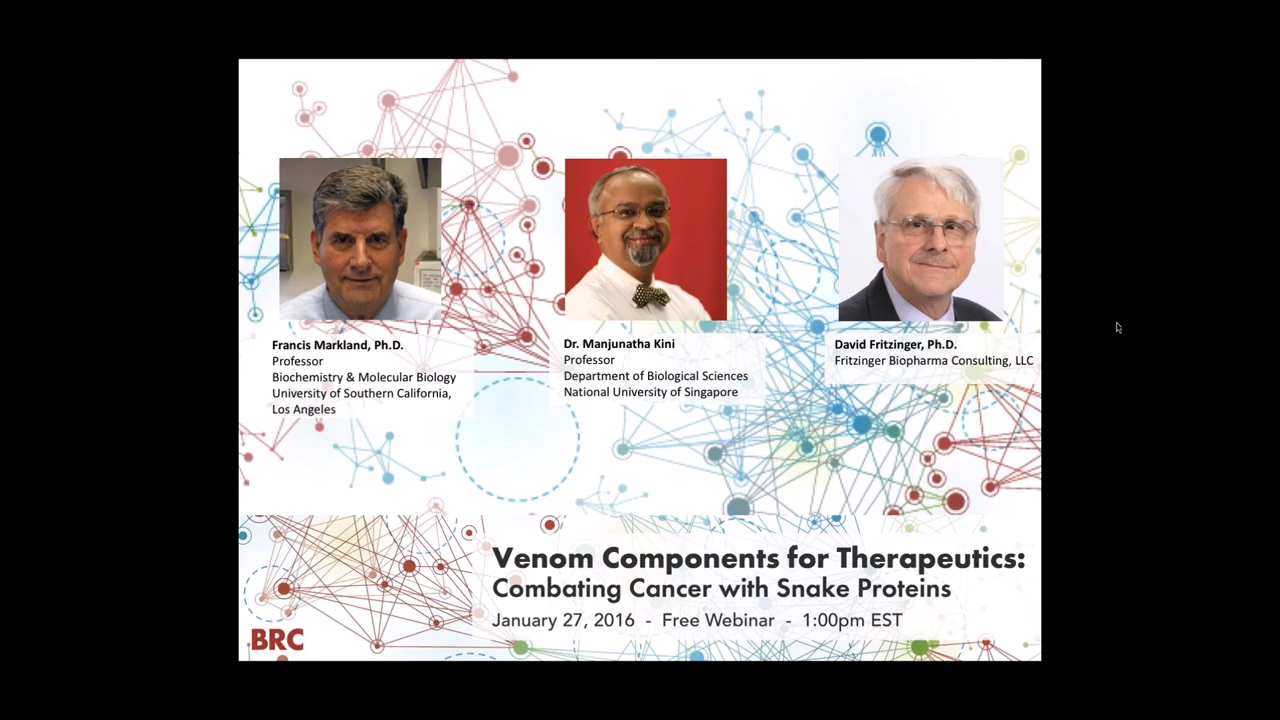 Francis Markland, Ph.D.
Professor
Biochemistry & Molecular Biology
University of Southern California,
Los Angeles
Dr. Manjunatha Kini
Professor
Department of Biological Sciences
National University of Singapore
David Fritzinger, Ph.D.
Fritzinger Biopharma Consulting, LLC
Venom Components for Therapeutics:
Combating Cancer with Snake Proteins
January 27, 2016 - Free Webinar - 1:00pm EST
BRC